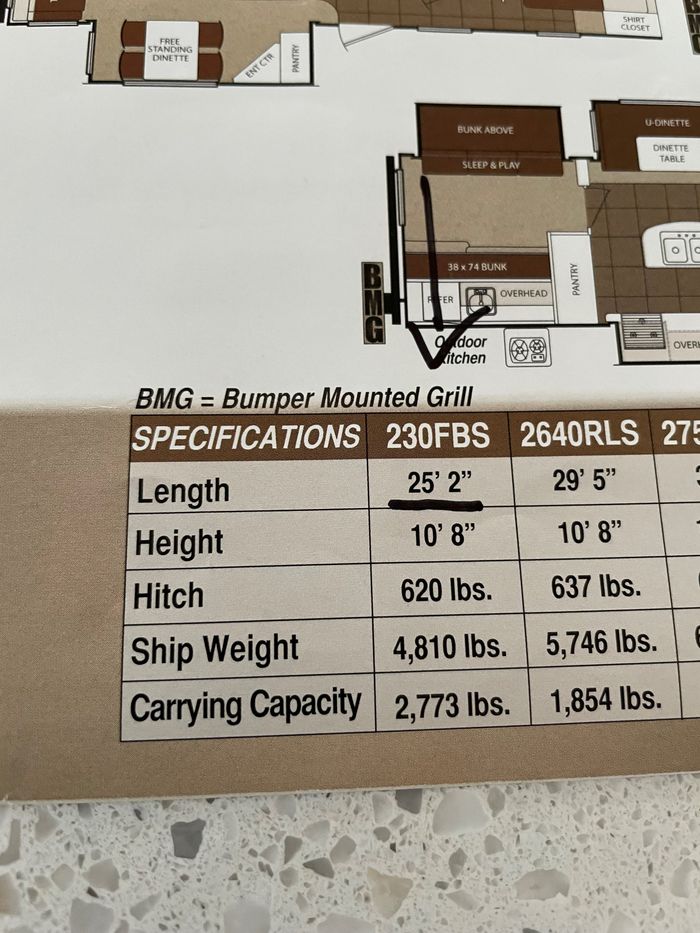 FREE
STANDING
DINETTE
ENT CTR
PANTRY
SHIRT
CLOSET
BUNK ABOVE
SLEEP & PLAY
U-DINETTE
DINETTE
TABLE
38 x 74 BUNK
OVERHEAD
PANTRY
BMG
kitchen
BMG = Bumper Mounted Grill
SPECIFICATIONS 230FBS 2640RLS 275
Length 25' 2" 29' 5"
Height 10' 8" 10' 8"
Hitch 620 lbs. 637 lbs.
Ship Weight 4,810 lbs. 5,746 lbs.
Carrying Capacity 2,773 lbs. 1,854 lbs.